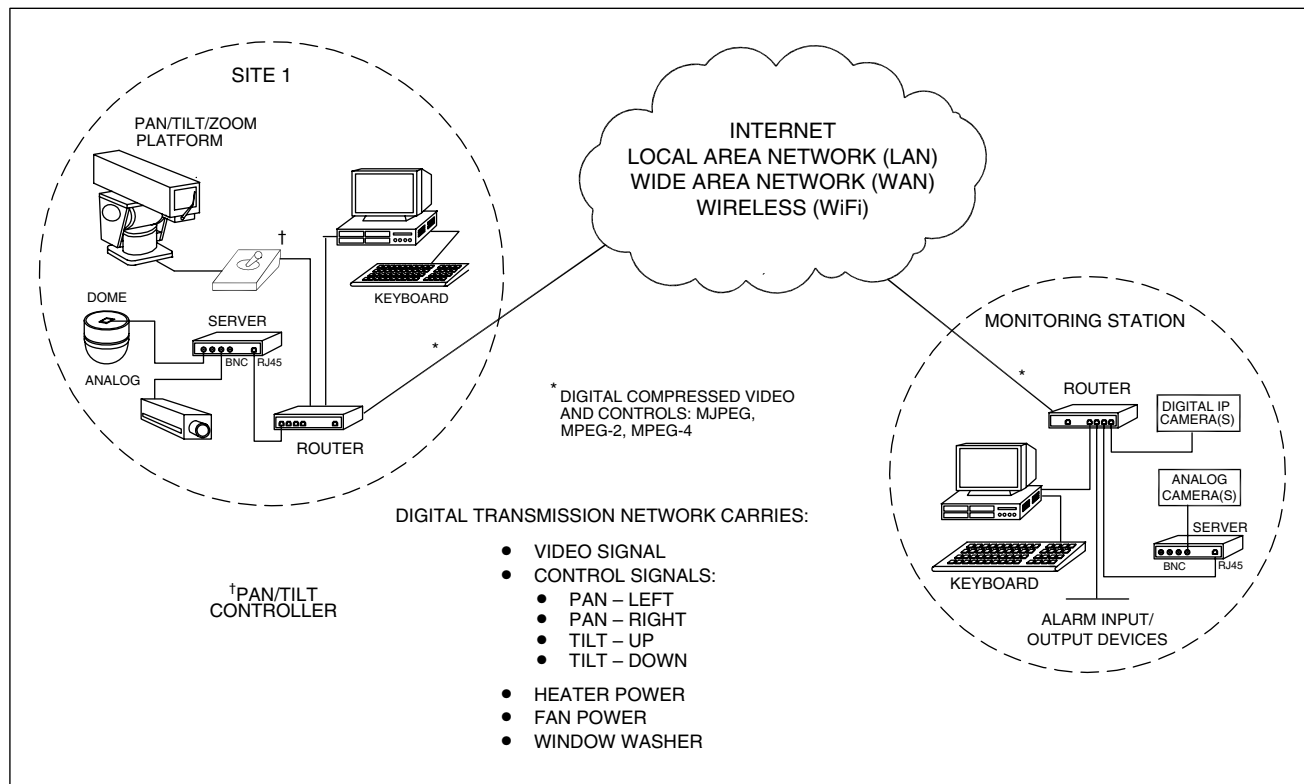 SITE 1
PAN/TILT/ZOOM
PLATFORM
†
KEYBOARD
DOME
SERVER
BNC
RJ45
ANALOG
ROUTER
*
INTERNET
LOCAL AREA NETWORK (LAN)
WIDE AREA NETWORK (WAN)
WIRELESS (WiFi)
* DIGITAL COMPRESSED VIDEO
AND CONTROLS: MJPEG,
MPEG-2, MPEG-4
MONITORING STATION
*
ROUTER
DIGITAL IP
CAMERA(S)
ANALOG
CAMERA(S)
SERVER
BNC
RJ45
KEYBOARD
ALARM INPUT/
OUTPUT DEVICES
†PAN/TILT
CONTROLLER
DIGITAL TRANSMISSION NETWORK CARRIES:
• VIDEO SIGNAL
• CONTROL SIGNALS:
• PAN – LEFT
• PAN – RIGHT
• TILT – UP
• TILT – DOWN
• HEATER POWER
• FAN POWER
• WINDOW WASHER